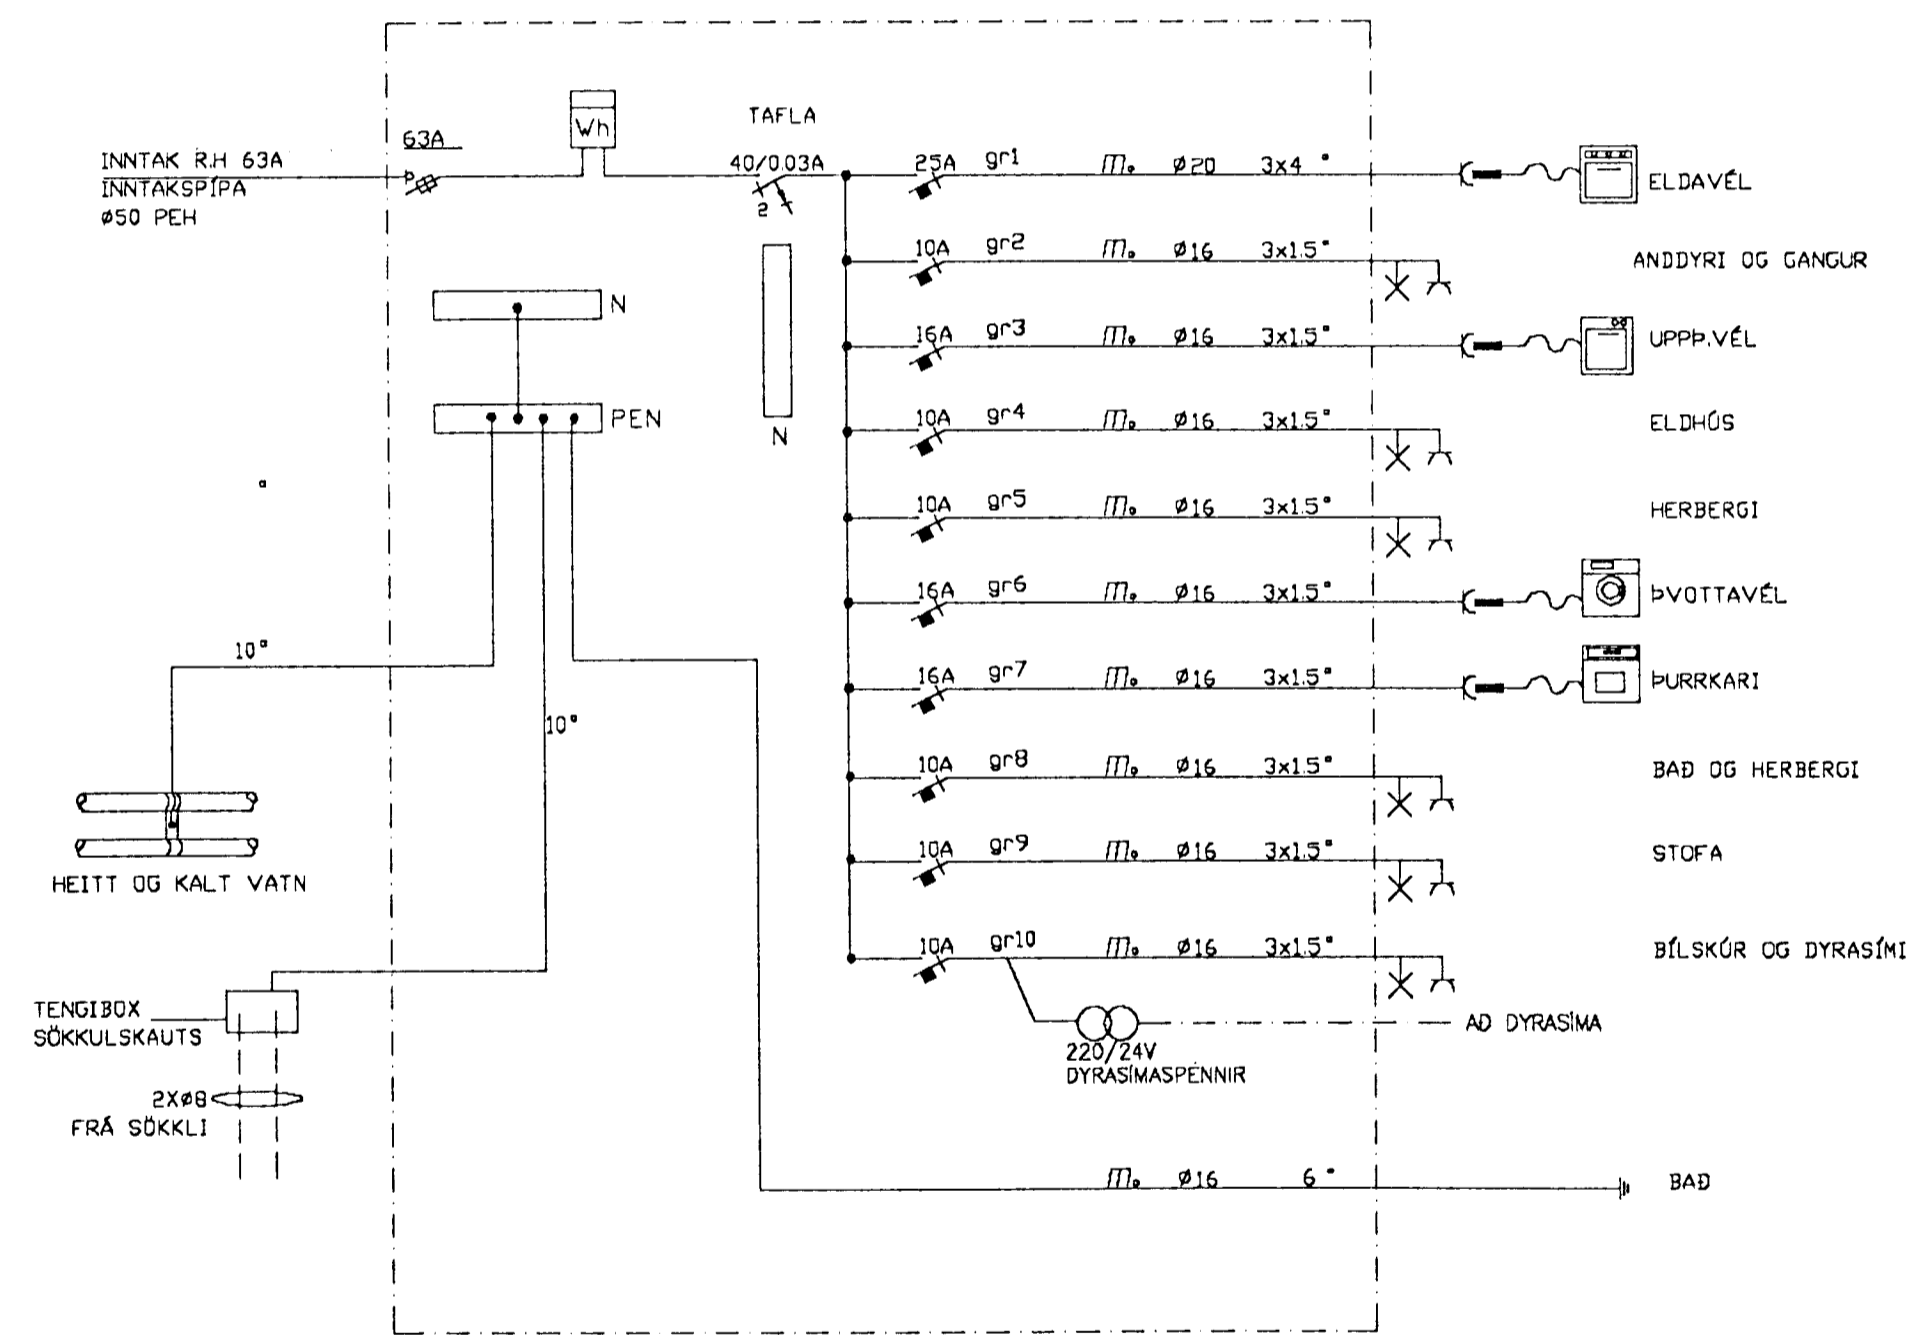 TAFLA
INNTAK R.H 63A
INNTAKSPÍPA
ø50 PEH
63A
Wh
40/0.03A
2
25A gr1 ø20 3x4 ▫ ELDAVÉL
10A gr2 ø16 3x1.5▫ ANDDYRI OG GANGUR
16A gr3 ø16 3x1.5▫ UPPÞ.VÉL
10A gr4 ø16 3x1.5▫ ELDHÚS
10A gr5 ø16 3x1.5▫ HERBERGI
16A gr6 ø16 3x1.5▫ ÞVOTTAVÉL
16A gr7 ø16 3x1.5▫ ÞURRKARI
10A gr8 ø16 3x1.5▫ BAÐ OG HERBERGI
10A gr9 ø16 3x1.5▫ STOFA
10A gr10 ø16 3x1.5▫ BÍLSKÚR OG DYRASÍMI
220/24V
DYRASÍMASPENNIR
AÐ DYRASÍMA
ø16 6 ▫ BAÐ
N
PEN
N
10▫
10▫
HEITT OG KALT VATN
TENGIBOX
SÖKKULSKAUTS
2Xø8
FRÁ SÖKKLI